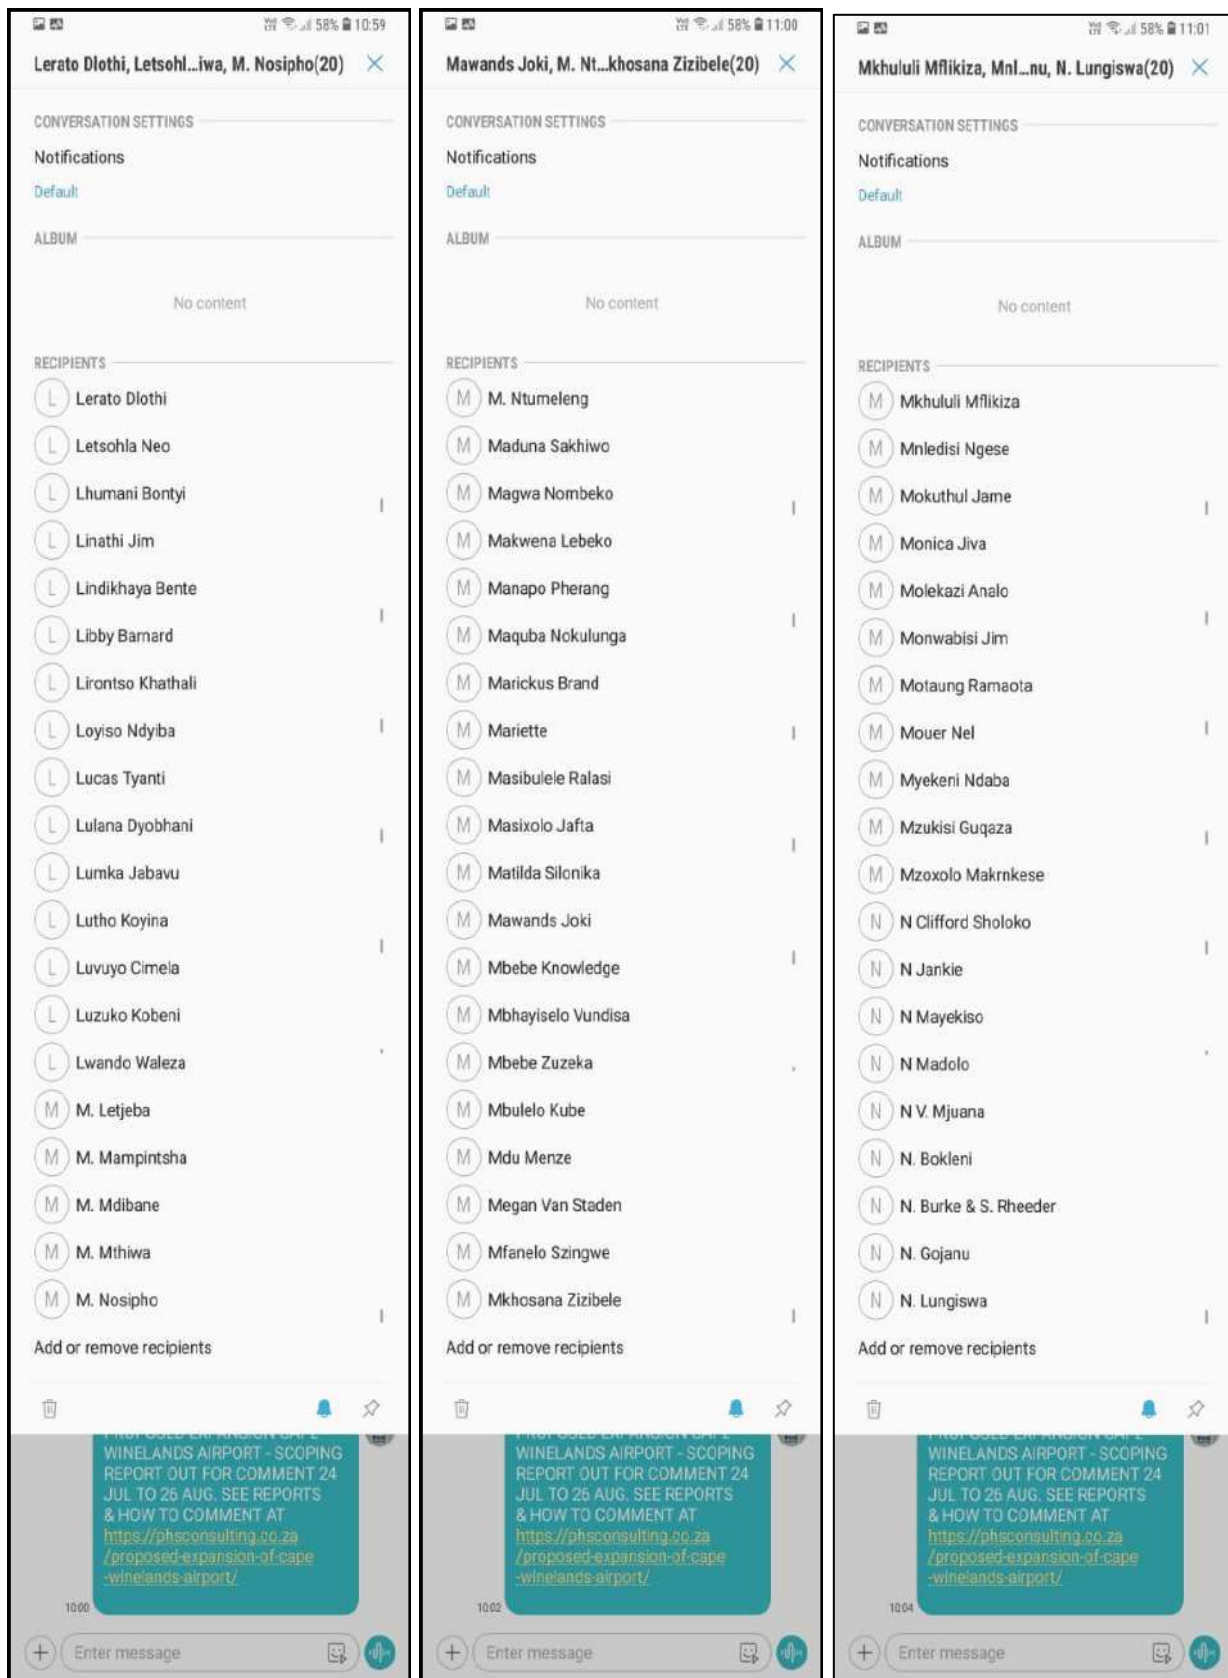 58% 10:59
Lerato Dlothi, Letsohl...iwa, M. Nosipho(20)
CONVERSATION SETTINGS
Notifications
Default
ALBUM
No content
RECIPIENTS
L Lerato Dlothi
L Letsohla Neo
L Lhumani Bontyi
L Linathi Jim
L Lindikhaya Bente
L Libby Barnard
L Lirontso Khathali
L Loyiso Ndyiba
L Lucas Tyanti
L Lulana Dyobhani
L Lumka Jabavu
L Lutho Koyina
L Luvuyo Cimela
L Luzuko Kobeni
L Lwando Waleza
M M. Letjeba
M M. Mampintsha
M M. Mdibane
M M. Mthiwa
M M. Nosipho
Add or remove recipients
WINELANDS AIRPORT - SCOPING
REPORT OUT FOR COMMENT 24
JUL TO 26 AUG. SEE REPORTS
& HOW TO COMMENT AT
https://phsconsulting.co.za
/proposed-expansion-of-cape
-winelands-airport/
10:00
Enter message
58% 11:00
Mawands Joki, M. Nt...khosana Zizibele(20)
CONVERSATION SETTINGS
Notifications
Default
ALBUM
No content
RECIPIENTS
M M. Ntumeleng
M Maduna Sakhiwo
M Magwa Nombeko
M Makwena Lebeko
M Manapo Pherang
M Maquba Nokulunga
M Marickus Brand
M Mariette
M Masibulele Ralasi
M Masixolo Jafta
M Matilda Silonika
M Mawands Joki
M Mbebe Knowledge
M Mbhayiselo Vundisa
M Mbebe Zuzeka
M Mbulelo Kube
M Mdu Menze
M Megan Van Staden
M Mfanelo Szingwe
M Mkhosana Zizibele
Add or remove recipients
WINELANDS AIRPORT - SCOPING
REPORT OUT FOR COMMENT 24
JUL TO 26 AUG. SEE REPORTS
& HOW TO COMMENT AT
https://phsconsulting.co.za
/proposed-expansion-of-cape
-winelands-airport/
10:02
Enter message
58% 11:01
Mkhululi Mflikiza, Mnl...nu, N. Lungiswa(20)
CONVERSATION SETTINGS
Notifications
Default
ALBUM
No content
RECIPIENTS
M Mkhululi Mflikiza
M Mnledisi Ngese
M Mokuthul Jame
M Monica Jiva
M Molekazi Analo
M Monwabisi Jim
M Motaung Ramaota
M Mouer Nel
M Myekeni Ndaba
M Mzukisi Guqaza
M Mzoxolo Makrnkese
N N Clifford Sholoko
N N Jankie
N N Mayekiso
N N Madolo
N N V. Mjuana
N N. Bokleni
N N. Burke & S. Rheeder
N N. Gojanu
N N. Lungiswa
Add or remove recipients
WINELANDS AIRPORT - SCOPING
REPORT OUT FOR COMMENT 24
JUL TO 26 AUG. SEE REPORTS
& HOW TO COMMENT AT
https://phsconsulting.co.za
/proposed-expansion-of-cape
-winelands-airport/
10:04
Enter message